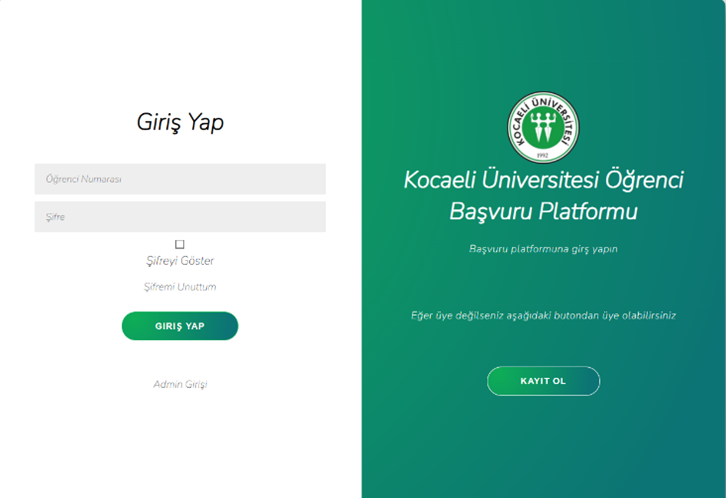 Giriş Yap
Öğrenci Numarası
Şifre
Şifreyi Göster
Şifremi Unuttum
GIRIŞ YAP
Admin Girişi
KOCAELİ ÜNİVERSİTESİ
1992
Kocaeli Üniversitesi Öğrenci
Başvuru Platformu
Başvuru platformuna girş yapın
Eğer üye değilseniz aşağıdaki butondan üye olabilirsiniz
KAYIT OL